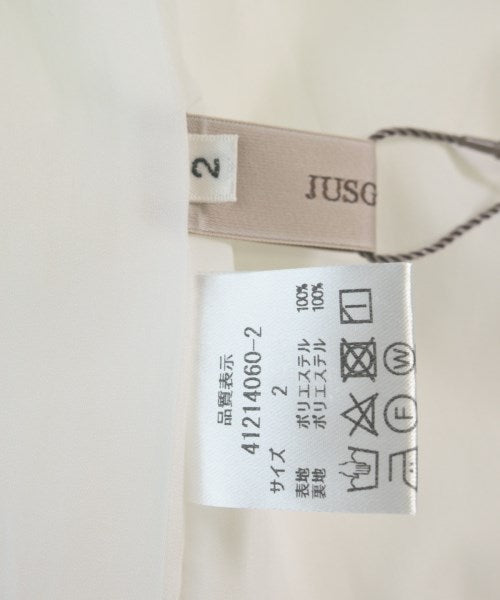 2
JUSG
品質表示
41214060-2
サイズ 2
表地 ポリエステル 100%
裏地 ポリエステル 100%
F W